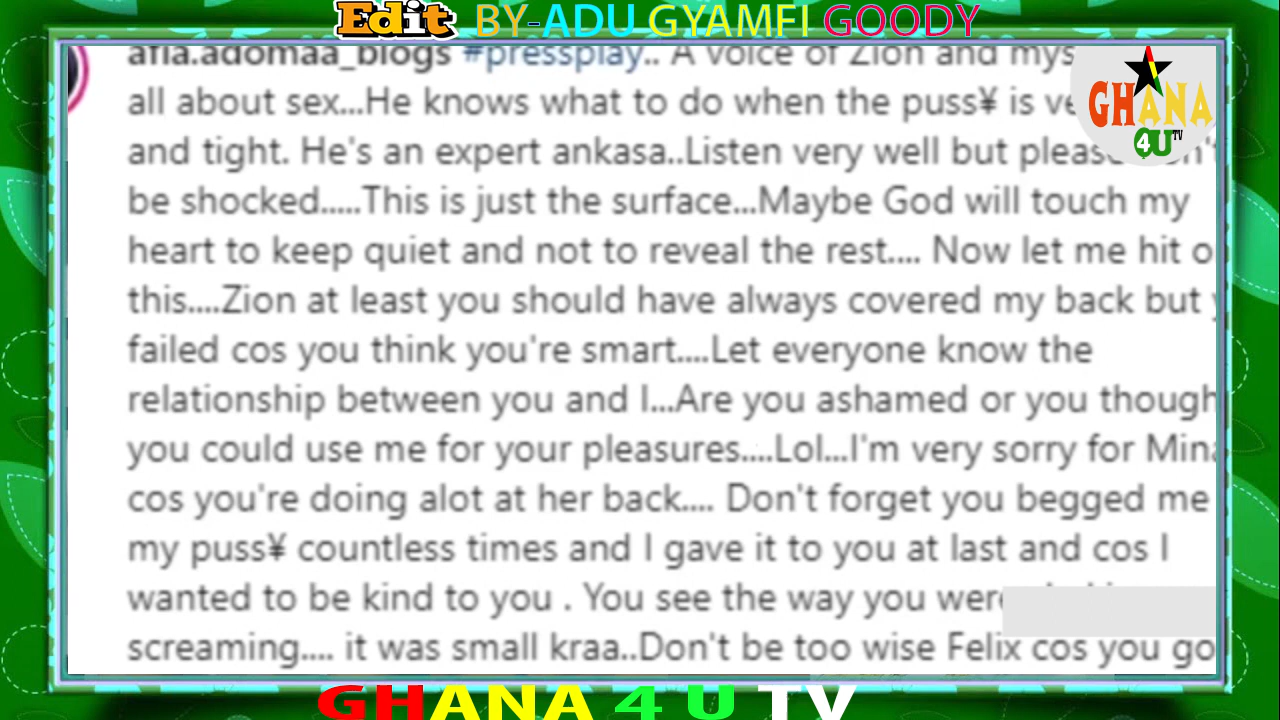 Edit BY-ADU GYAMFI GOODY
afia.adomaa_blogs #pressplay.. A voice of Zion and mys
GHANA
4U TV
all about sex...He knows what to do when the puss¥ is ve
and tight. He's an expert ankasa..Listen very well but please
be shocked.....This is just the surface...Maybe God will touch my
heart to keep quiet and not to reveal the rest.... Now let me hit o
this....Zion at least you should have always covered my back but y
failed cos you think you're smart....Let everyone know the
relationship between you and I...Are you ashamed or you though
you could use me for your pleasures....Lol...I'm very sorry for Mina
cos you're doing alot at her back.... Don't forget you begged me
my puss¥ countless times and I gave it to you at last and cos I
wanted to be kind to you . You see the way you were
screaming.... it was small kraa..Don't be too wise Felix cos you go
GHANA 4 U TV